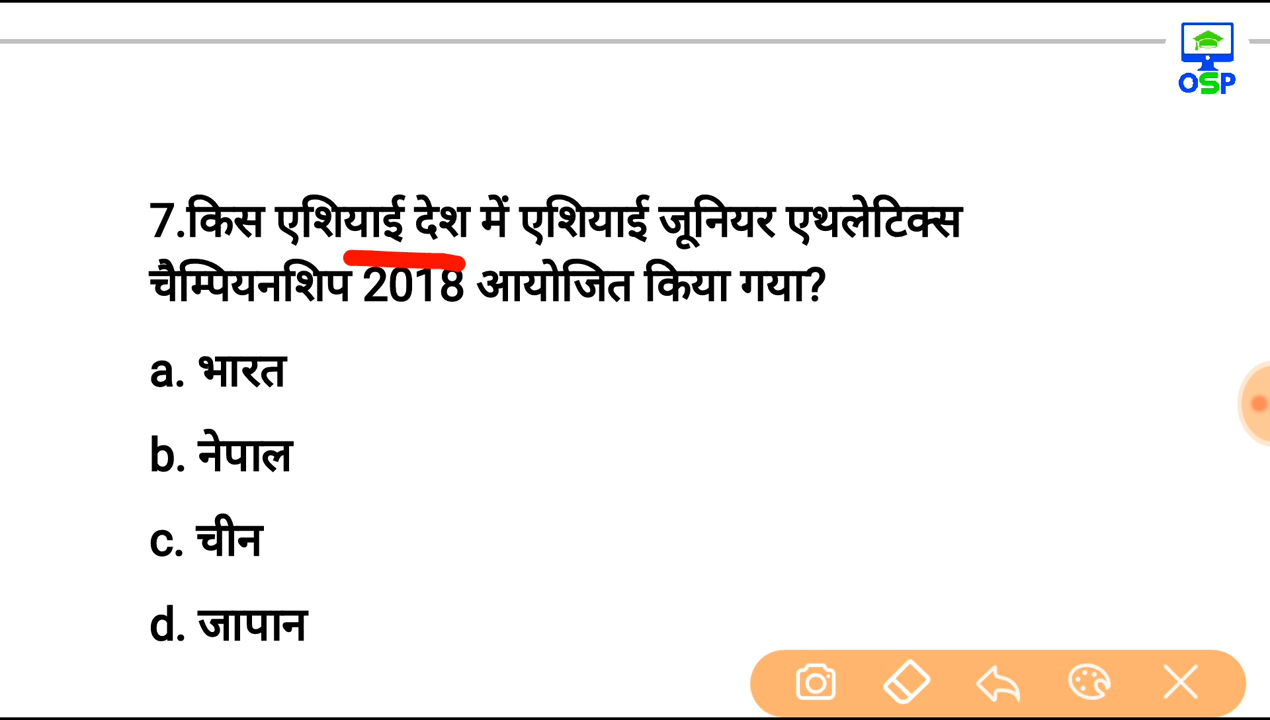 OSP
7.किस एशियाई देश में एशियाई जूनियर एथलेटिक्स
चैम्पियनशिप 2018 आयोजित किया गया?
a. भारत
b. नेपाल
c. चीन
d. जापान